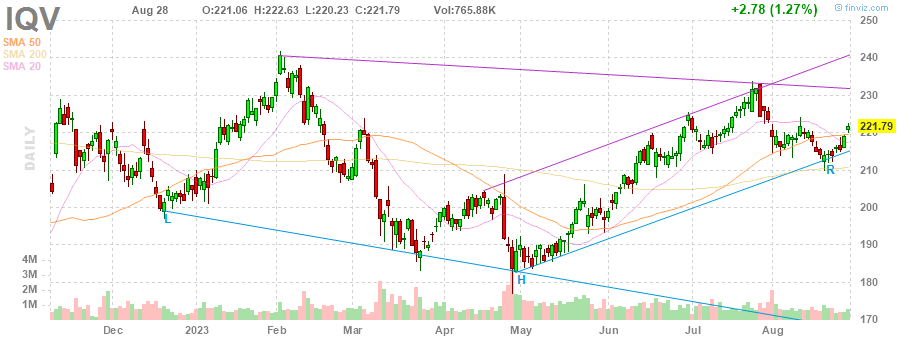 IQV
Aug 28 O:221.06 H:222.63 L:220.23 C:221.79 Vol:765.88K +2.78 (1.27%)
© finviz.com
SMA 50
SMA 200
SMA 20
DAILY
250
240
230
221.79
220
210
200
190
180
170
4M
3M
2M
1M
L
H
R
Dec 2023 Feb Mar Apr May Jun Jul Aug